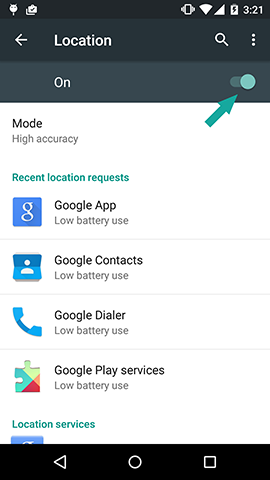 3:21
Location
On
Mode
High accuracy
Recent location requests
Google App
Low battery use
Google Contacts
Low battery use
Google Dialer
Low battery use
Google Play services
Low battery use
Location services